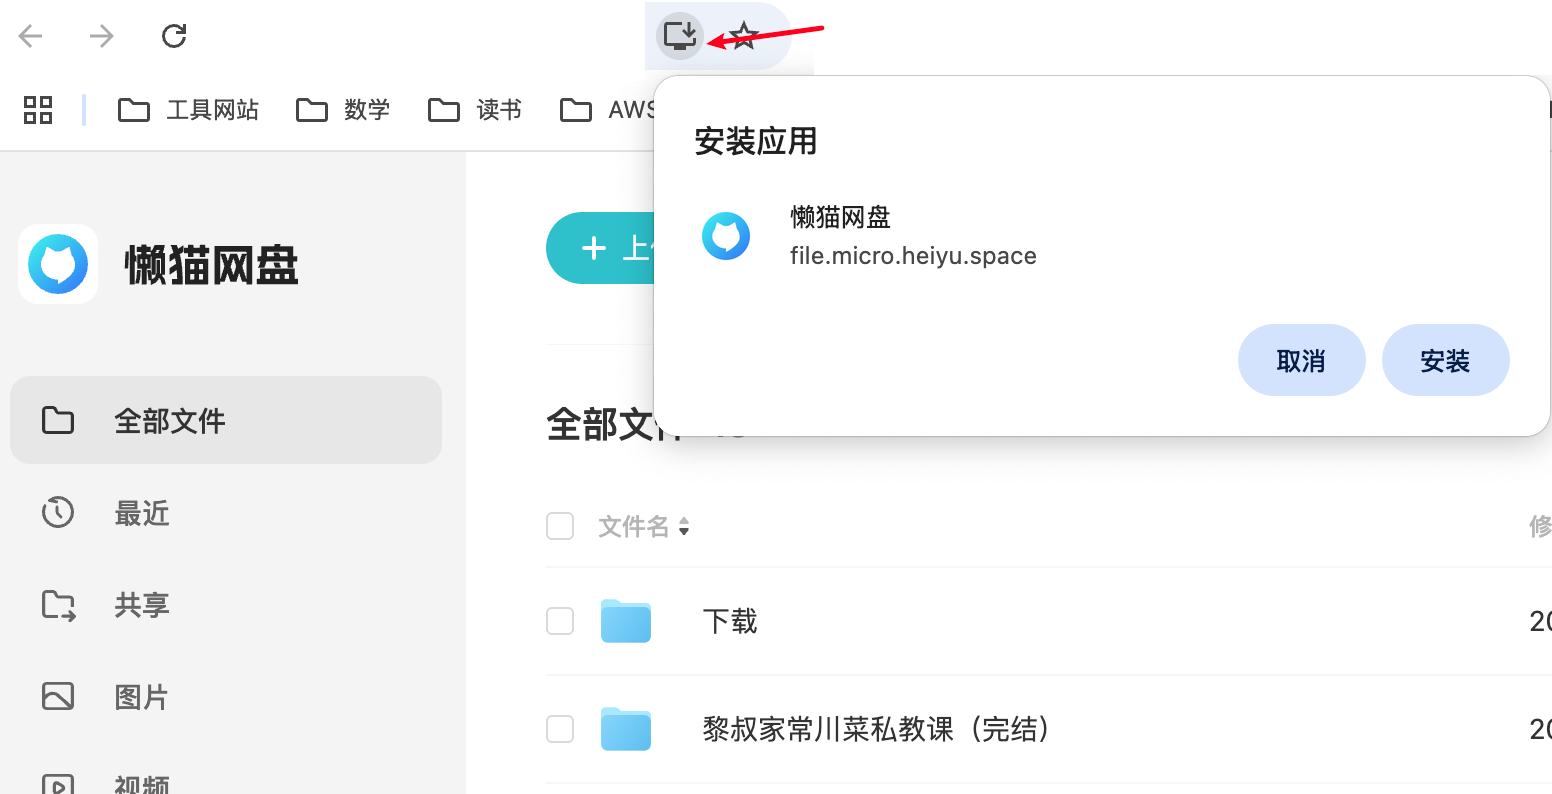 工具网站
数学
读书
AWS
安装应用
懒猫网盘
file.micro.heiyu.space
取消
安装
懒猫网盘
上
全部文件
最近
共享
图片
视频
全部文件
文件名
修
下载
20
黎叔家常川菜私教课（完结）
20